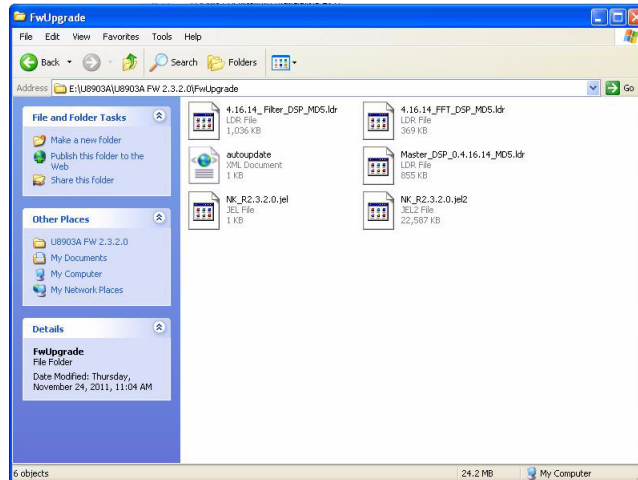 FwUpgrade
File Edit View Favorites Tools Help
Back Search Folders
Address E:\U8903A\U8903A FW 2.3.2.0\FwUpgrade Go
File and Folder Tasks
Make a new folder
Publish this folder to the
Web
Share this folder
Other Places
U8903A FW 2.3.2.0
My Documents
My Computer
My Network Places
Details
FwUpgrade
File Folder
Date Modified: Thursday,
November 24, 2011, 11:04 AM
4.16.14_Filter_DSP_MD5.ldr
LDR File
1,036 KB
4.16.14_FFT_DSP_MD5.ldr
LDR File
369 KB
autoupdate
XML Document
1 KB
Master_DSP_0.4.16.14_MD5.ldr
LDR File
855 KB
NK_R2.3.2.0.jel
JEL File
1 KB
NK_R2.3.2.0.jel2
JEL2 File
22,587 KB
6 objects 24.2 MB My Computer